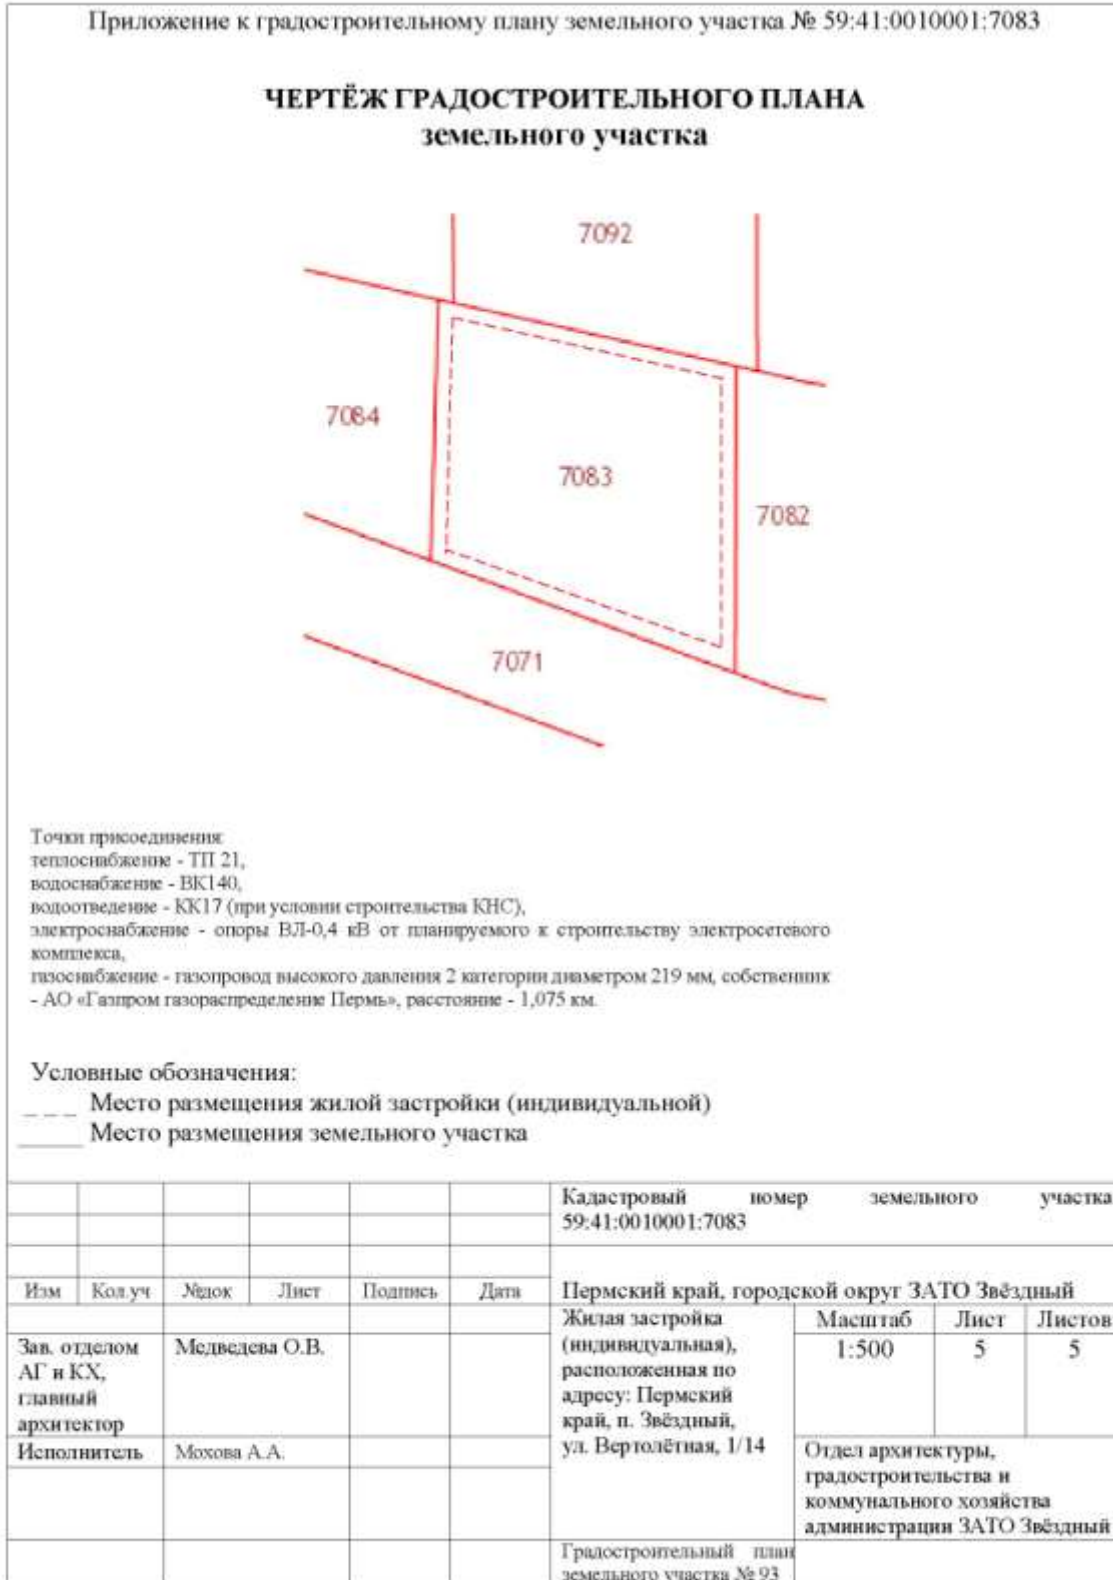 Приложение к градостроительному плану земельного участка № 59:41:0010001:7083
ЧЕРТЁЖ ГРАДОСТРОИТЕЛЬНОГО ПЛАНА
земельного участка
7092
7084
7083
7082
7071
Точки присоединения:
теплоснабжение - ТП 21,
водоснабжение - ВК140,
водоотведение - КК17 (при условии строительства КНС),
электроснабжение - опоры ВЛ-0,4 кВ от планируемого к строительству электросетевого
комплекса,
газоснабжение - газопровод высокого давления 2 категории диаметром 219 мм, собственник
- АО «Газпром газораспределение Пермь», расстояние - 1,075 км.
Условные обозначения:
_ _ _ Место размещения жилой застройки (индивидуальной)
_____ Место размещения земельного участка
Кадастровый номер земельного участка
59:41:0010001:7083
Изм Кол.уч №док Лист Подпись Дата
Пермский край, городской округ ЗАТО Звёздный
Зав. отделом
АГ и КХ,
главный
архитектор
Медведева О.В.
Исполнитель Мохова А.А.
Жилая застройка
(индивидуальная),
расположенная по
адресу: Пермский
край, п. Звёздный,
ул. Вертолётная, 1/14
Масштаб Лист Листов
1:500 5 5
Отдел архитектуры,
градостроительства и
коммунального хозяйства
администрации ЗАТО Звёздный
Градостроительный план
земельного участка № 93